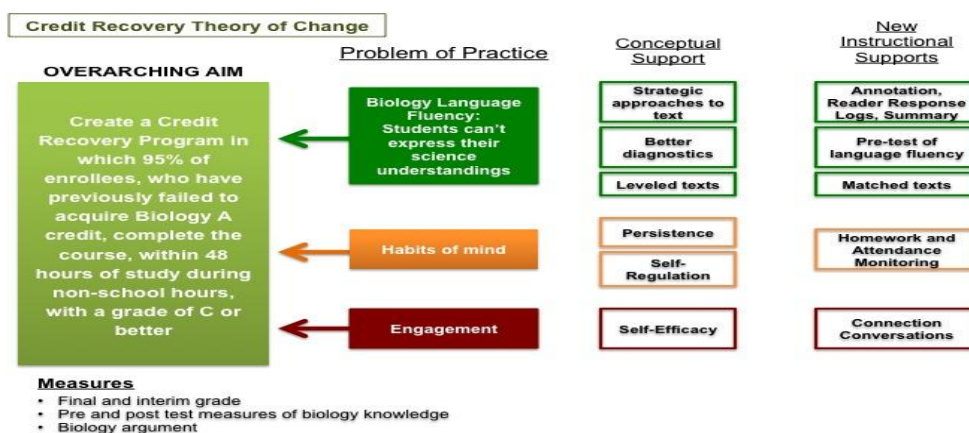 Credit Recovery Theory of Change
OVERARCHING AIM
Create a Credit
Recovery Program in
which 95% of
enrollees, who have
previously failed to
acquire Biology A
credit, complete the
course, within 48
hours of study during
non-school hours,
with a grade of C or
better
Problem of Practice
Biology Language
Fluency:
Students can't
express their
science
understandings
Habits of mind
Engagement
Conceptual
Support
Strategic
approaches to
text
Better
diagnostics
Leveled texts
Persistence
Self-
Regulation
Self-Efficacy
New
Instructional
Supports
Annotation,
Reader Response
Logs, Summary
Pre-test of
language fluency
Matched texts
Homework and
Attendance
Monitoring
Connection
Conversations
Measures
• Final and interim grade
• Pre and post test measures of biology knowledge
• Biology argument